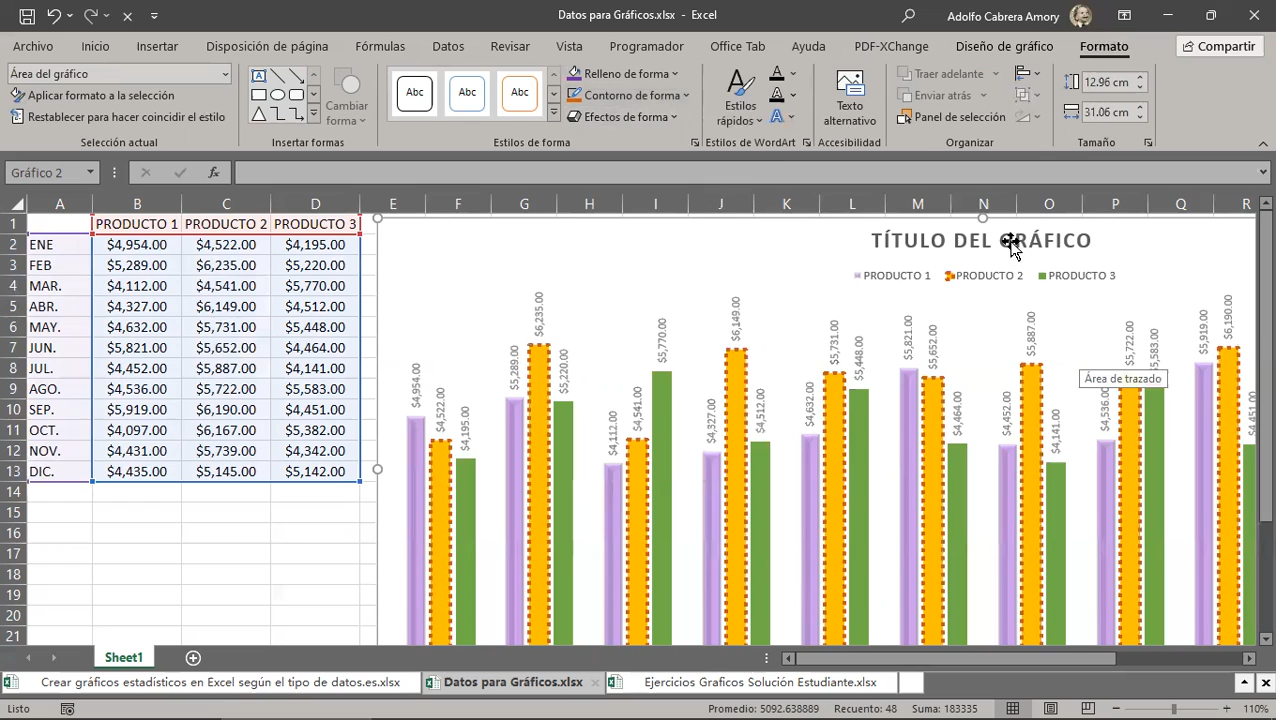 Datos para Gráficos.xlsx - Excel
Adolfo Cabrera Amory
Archivo Inicio Insertar Disposición de página Fórmulas Datos Revisar Vista Programador Office Tab Ayuda PDF-XChange Diseño de gráfico Formato Compartir
Área del gráfico
Aplicar formato a la selección
Restablecer para hacer coincidir el estilo
Selección actual
Cambiar forma
Insertar formas
Abc Abc Abc
Relleno de forma
Contorno de forma
Efectos de forma
Estilos de forma
Estilos rápidos
Estilos de WordArt
Texto alternativo
Accesibilidad
Traer adelante
Enviar atrás
Panel de selección
Organizar
12.96 cm
31.06 cm
Tamaño
Gráfico 2
A B C D E F G H I J K L M N O P Q R
1 PRODUCTO 1 PRODUCTO 2 PRODUCTO 3
2 ENE $4,954.00 $4,522.00 $4,195.00
3 FEB $5,289.00 $6,235.00 $5,220.00
4 MAR. $4,112.00 $4,541.00 $5,770.00
5 ABR. $4,327.00 $6,149.00 $4,512.00
6 MAY. $4,632.00 $5,731.00 $5,448.00
7 JUN. $5,821.00 $5,652.00 $4,464.00
8 JUL. $4,452.00 $5,887.00 $4,141.00
9 AGO. $4,536.00 $5,722.00 $5,583.00
10 SEP. $5,919.00 $6,190.00 $4,451.00
11 OCT. $4,097.00 $6,167.00 $5,332.00
12 NOV. $4,431.00 $5,739.00 $4,342.00
13 DIC. $4,435.00 $5,145.00 $5,142.00
14
15
16
17
18
19
20
21
TÍTULO DEL GRÁFICO
PRODUCTO 1 PRODUCTO 2 PRODUCTO 3
$4,954.00 $4,522.00 $4,195.00
$5,289.00 $6,235.00 $5,220.00
$4,112.00 $4,541.00 $5,770.00
$4,327.00 $6,149.00 $4,512.00
$4,632.00 $5,731.00 $5,448.00
$5,821.00 $5,652.00 $4,464.00
$4,452.00 $5,887.00 $4,141.00
$4,536.00 $5,722.00 $5,583.00
$5,919.00 $6,190.00 $4,451.00
Área de trazado
Sheet1
Crear gráficos estadísticos en Excel según el tipo de datos.es.xlsx
Datos para Gráficos.xlsx
Ejercicios Graficos Solución Estudiante.xlsx
Listo
Promedio: 5092.638889 Recuento: 48 Suma: 183335
110%